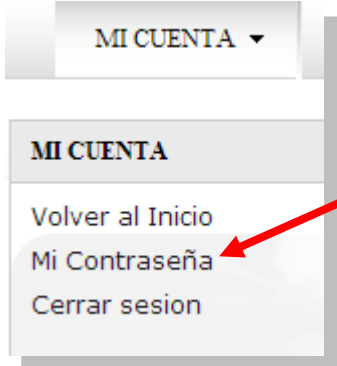 MI CUENTA
MI CUENTA
Volver al Inicio
Mi Contraseña
Cerrar sesion